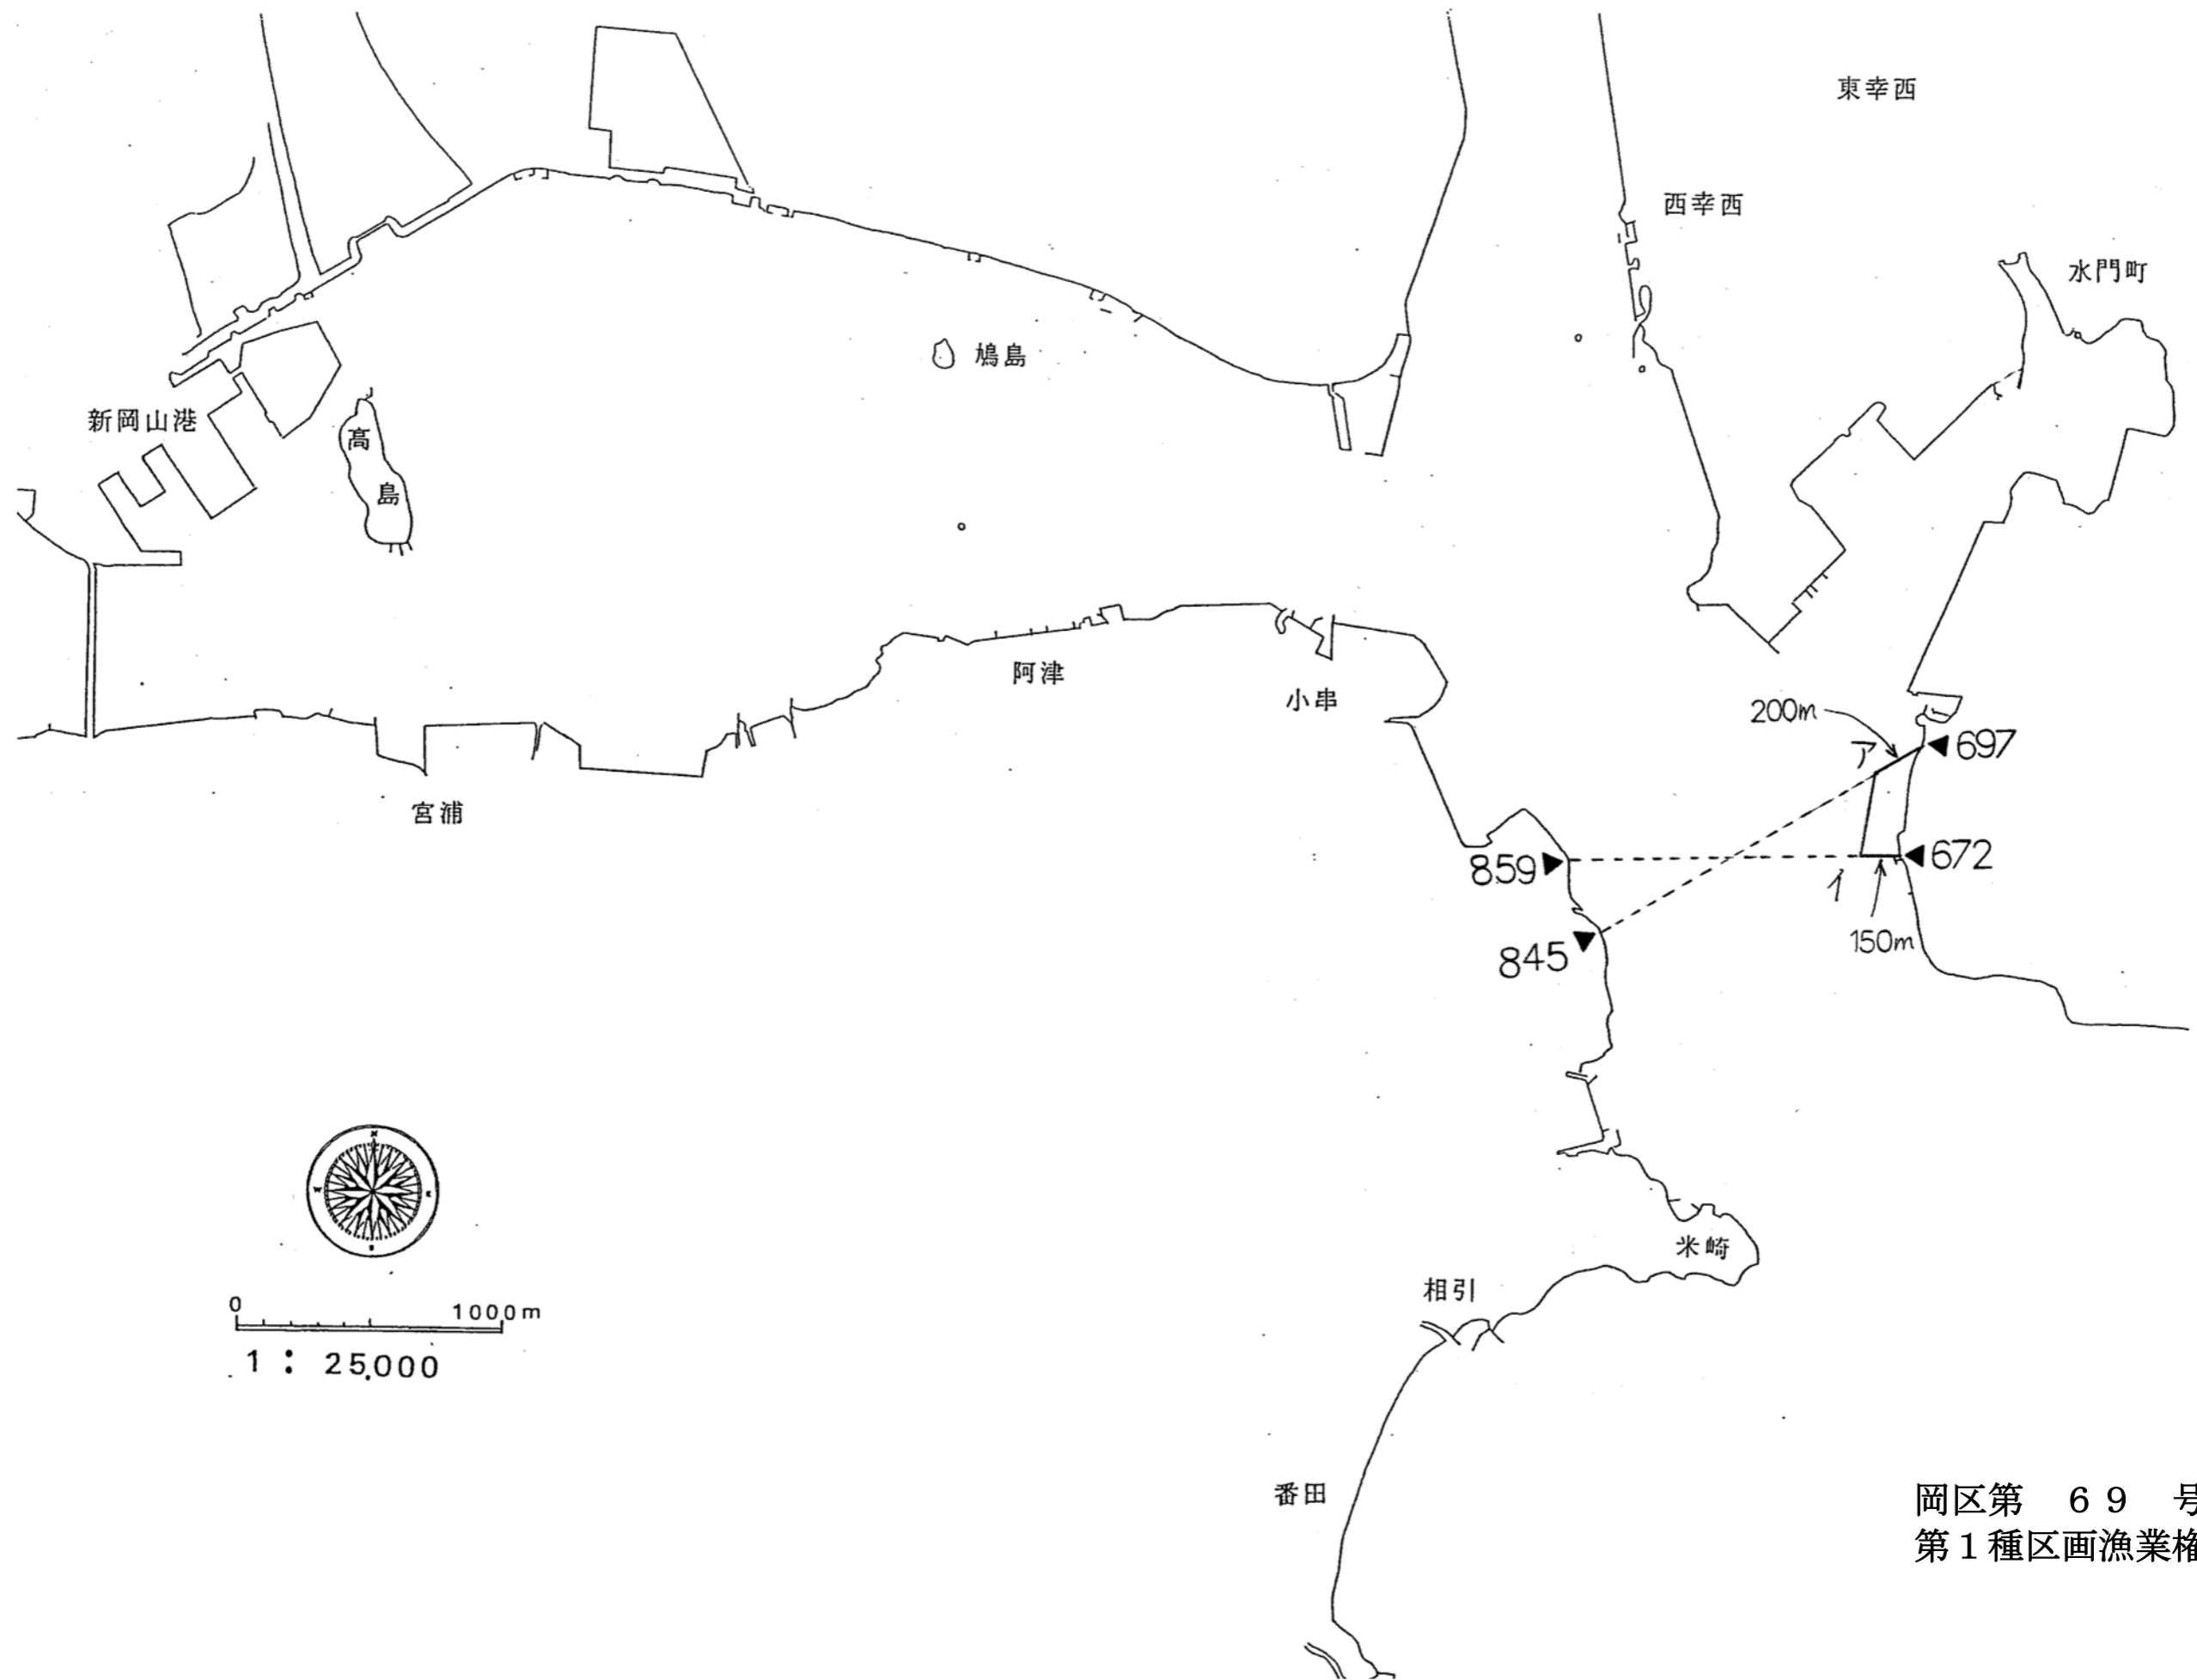 東幸西
西幸西
水門町
鳩島
新岡山港
高島
阿津
小串
200m
ア
697
宮浦
859
672
イ
150m
845
N
W
E
S
米崎
相引
0 1000m
1 : 25,000
番田
岡区第 69 号
第1種区画漁業権